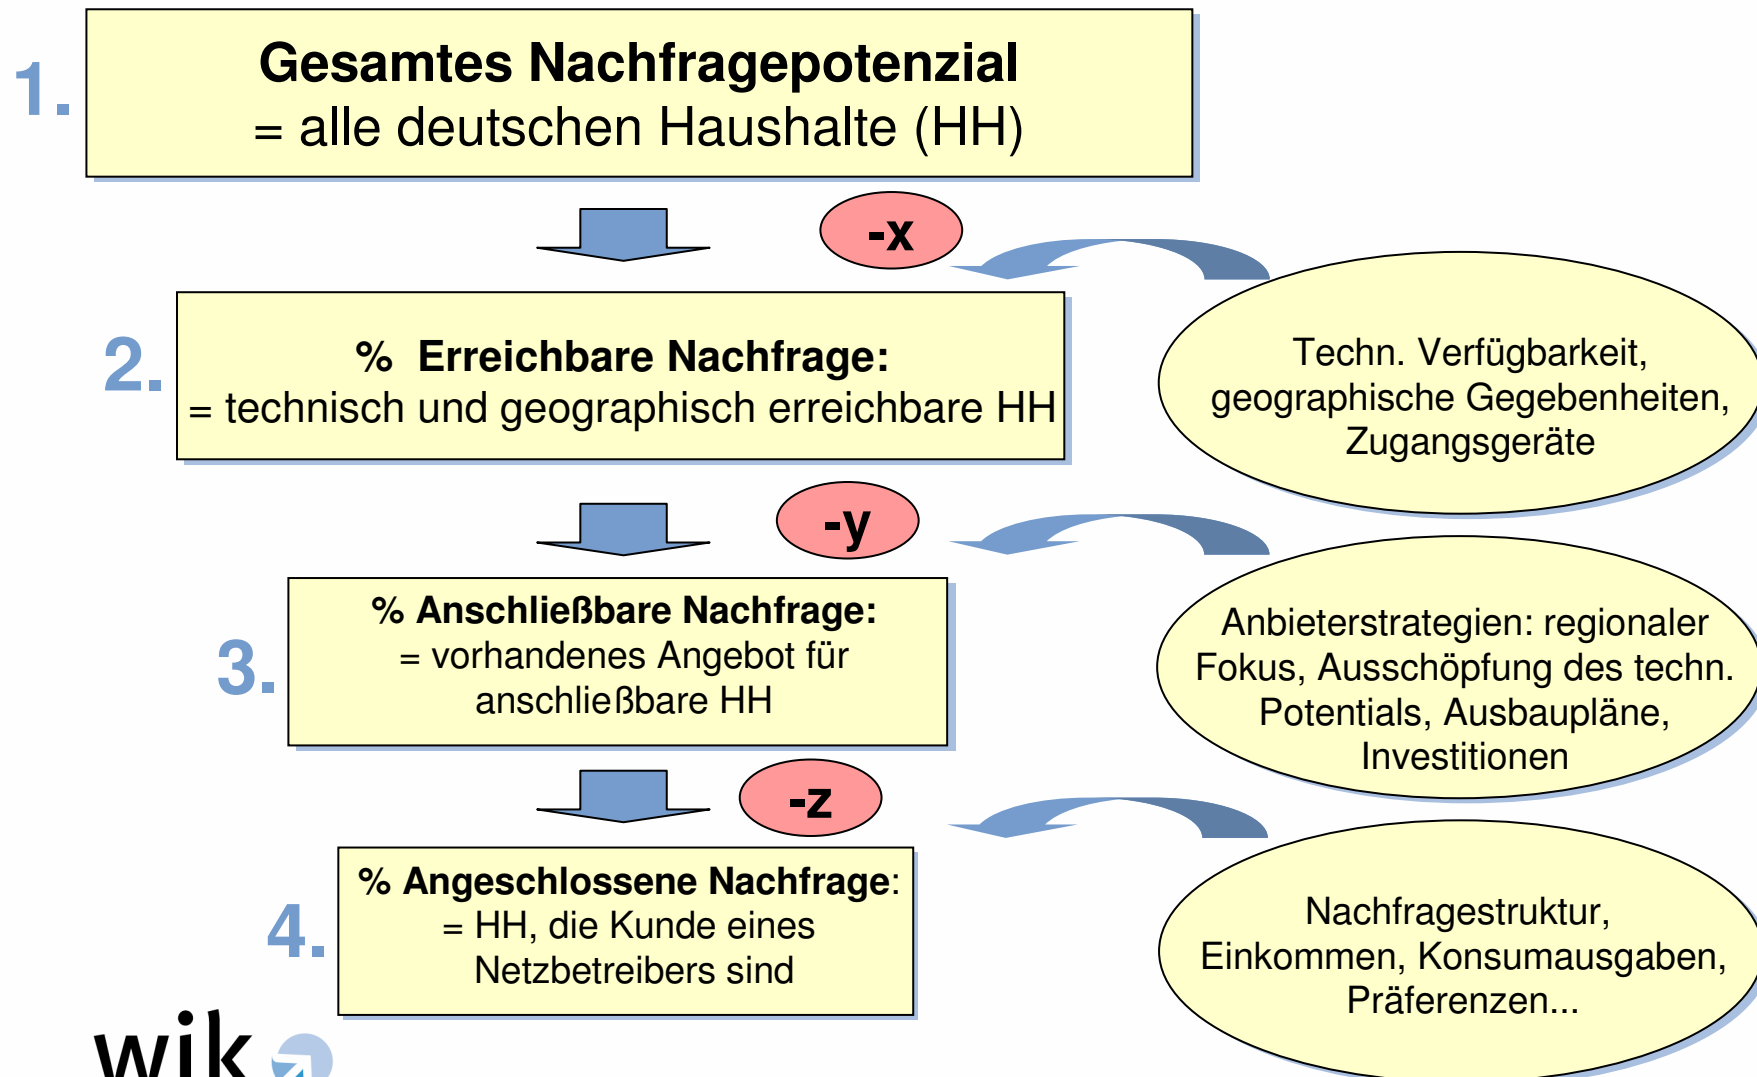 1.
Gesamtes Nachfragepotenzial
= alle deutschen Haushalte (HH)
-x
2.
% Erreichbare Nachfrage:
= technisch und geographisch erreichbare HH
Techn. Verfügbarkeit,
geographische Gegebenheiten,
Zugangsgeräte
-y
3.
% Anschließbare Nachfrage:
= vorhandenes Angebot für
anschließbare HH
Anbieterstrategien: regionaler
Fokus, Ausschöpfung des techn.
Potentials, Ausbaupläne,
Investitionen
-z
4.
% Angeschlossene Nachfrage:
= HH, die Kunde eines
Netzbetreibers sind
Nachfragestruktur,
Einkommen, Konsumausgaben,
Präferenzen...
wik